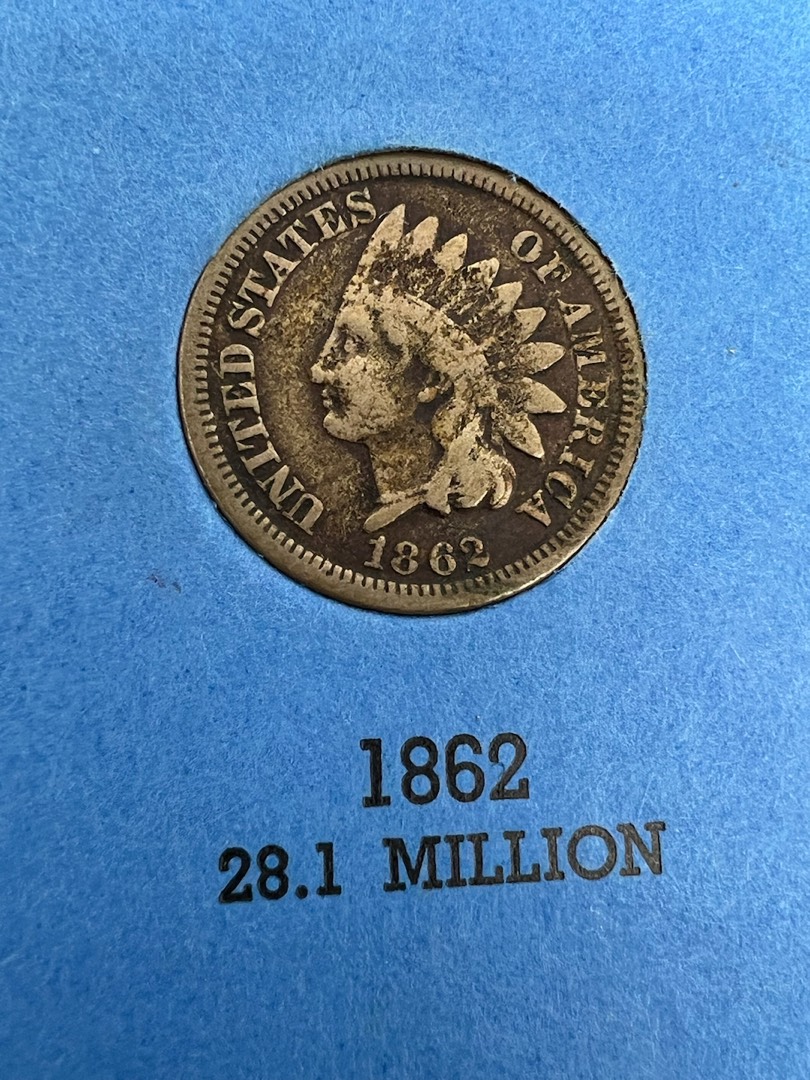 UNITED STATES OF AMERICA
1862
1862
28.1 MILLION